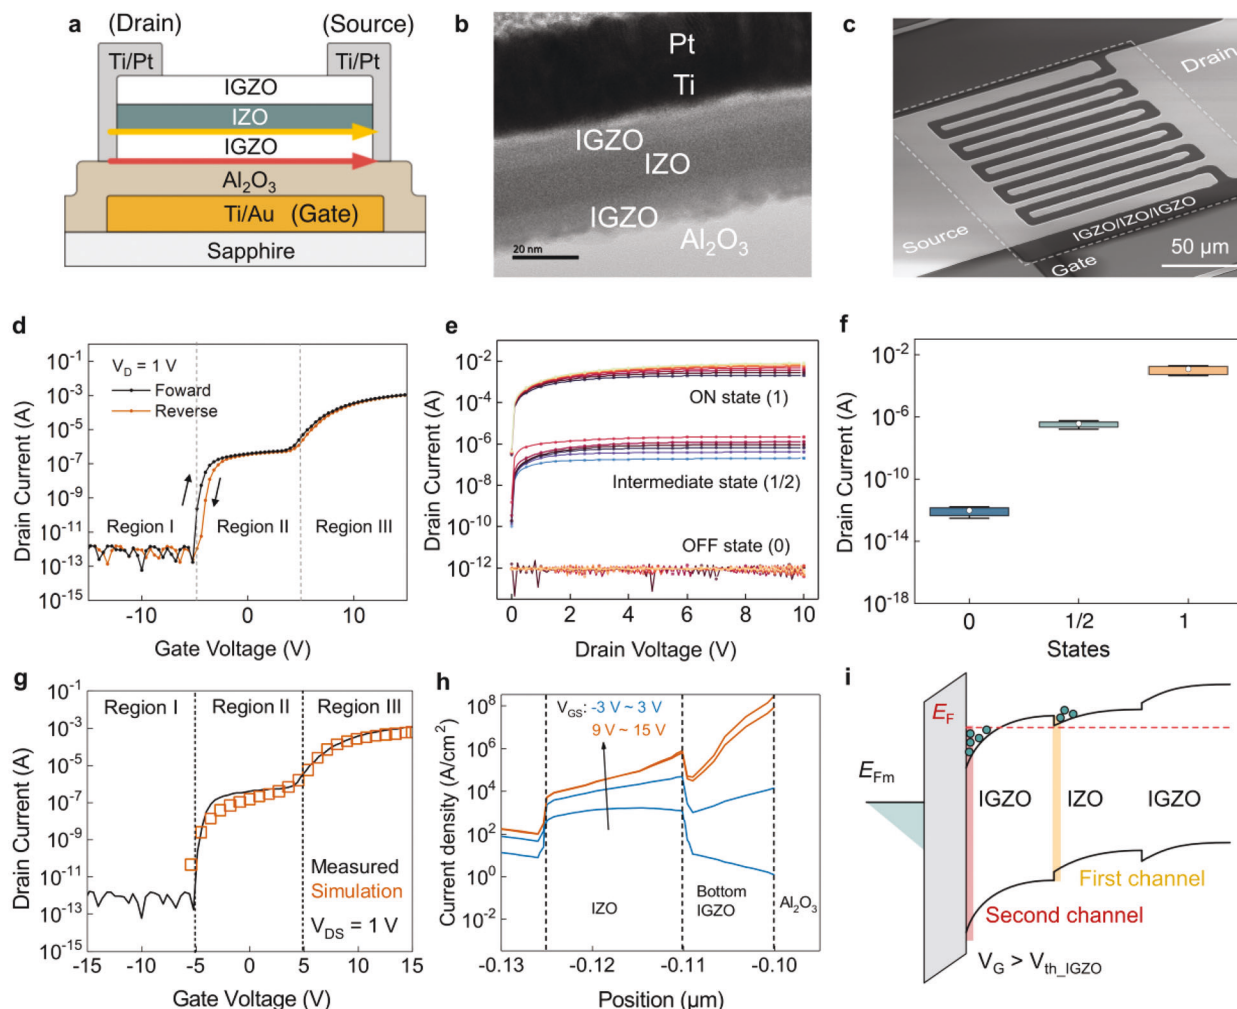 a
(Drain)
(Source)
Ti/Pt
Ti/Pt
IGZO
IZO
IGZO
Al₂O₃
Ti/Au (Gate)
Sapphire
b
Pt
Ti
IGZO
IZO
IGZO
Al₂O₃
20 nm
c
Drain
Source
IGZO/IZO/IGZO
Gate
50 µm
d
Drain Current (A)
10⁻¹
10⁻³
10⁻⁵
10⁻⁷
10⁻⁹
10⁻¹¹
10⁻¹³
10⁻¹⁵
V_D = 1 V
Foward
Reverse
Region I
Region II
Region III
-10
0
10
Gate Voltage (V)
e
Drain Current (A)
10⁻²
10⁻⁴
10⁻⁶
10⁻⁸
10⁻¹⁰
10⁻¹²
ON state (1)
Intermediate state (1/2)
OFF state (0)
0 2 4 6 8 10
Drain Voltage (V)
f
Drain Current (A)
10⁻²
10⁻⁶
10⁻¹⁰
10⁻¹⁴
10⁻¹⁸
0
1/2
1
States
g
Drain Current (A)
10⁻¹
10⁻³
10⁻⁵
10⁻⁷
10⁻⁹
10⁻¹¹
10⁻¹³
10⁻¹⁵
Region I
Region II
Region III
Measured
Simulation
V_DS = 1 V
-15 -10 -5 0 5 10 15
Gate Voltage (V)
h
Current density (A/cm²)
10⁸
10⁶
10⁴
10²
10⁰
10²
V_GS: -3 V ~ 3 V
9 V ~ 15 V
IZO
Bottom
IGZO
Al₂O₃
-0.13
-0.12
-0.11
-0.10
Position (µm)
i
E_F
E_Fm
IGZO
IZO
IGZO
First channel
Second channel
V_G > V_th_IGZO